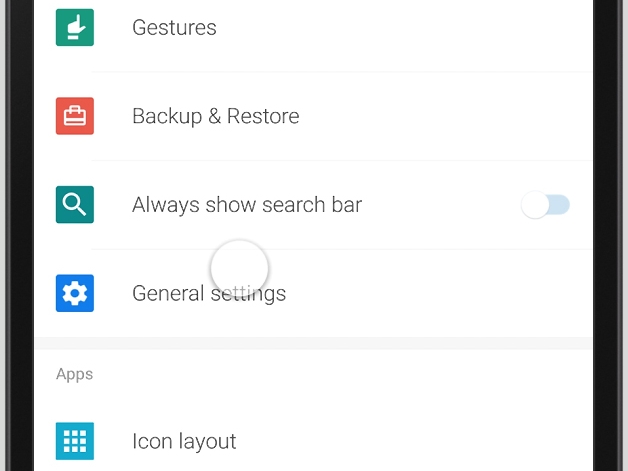 Gestures
Backup & Restore
Always show search bar
General settings
Apps
Icon layout